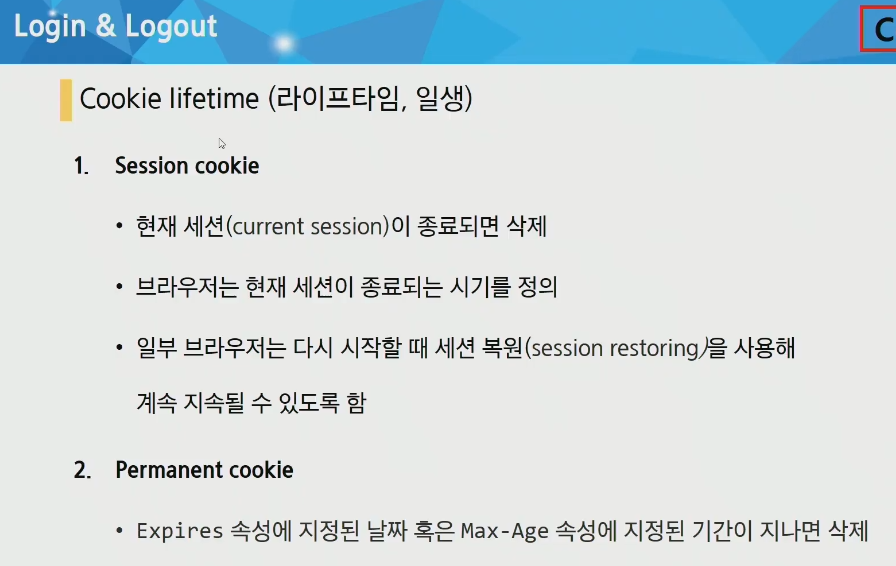 Login & Logout
C
Cookie lifetime (라이프타임, 일생)
1. Session cookie
• 현재 세션(current session)이 종료되면 삭제
• 브라우저는 현재 세션이 종료되는 시기를 정의
• 일부 브라우저는 다시 시작할 때 세션 복원(session restoring)을 사용해
계속 지속될 수 있도록 함
2. Permanent cookie
• Expires 속성에 지정된 날짜 혹은 Max-Age 속성에 지정된 기간이 지나면 삭제